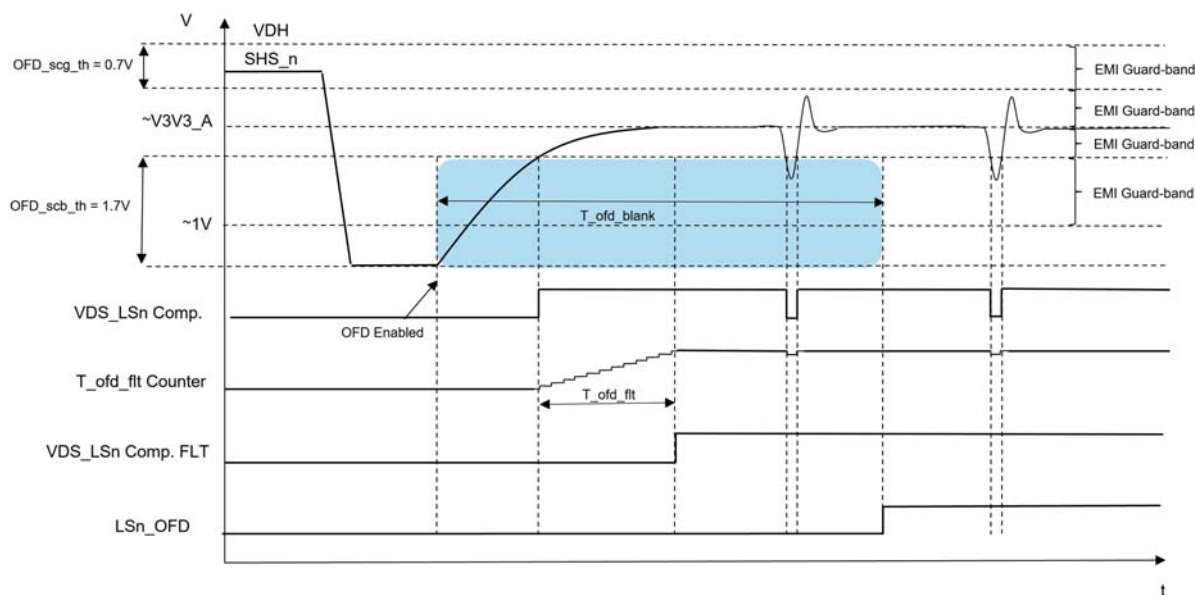 V
VDH
OFD_scg_th = 0.7V
SHS_n
EMI Guard-band
EMI Guard-band
~V3V3_A
EMI Guard-band
OFD_scb_th = 1.7V
EMI Guard-band
T_ofd_blank
~1V
VDS_LSn Comp.
OFD Enabled
T_ofd_flt Counter
T_ofd_flt
VDS_LSn Comp. FLT
LSn_OFD
t